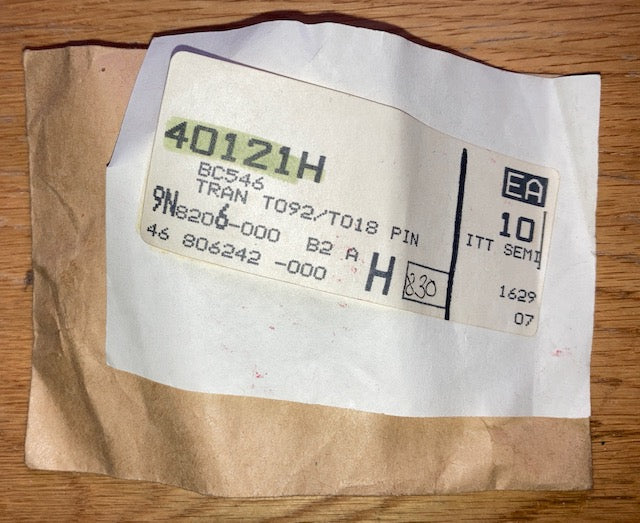 40121H
BC546
TRAN TO92/TO18 PIN
9N8206-000 B2 A
46 806242 -000
H 830
EA
10
ITT SEMI
1629
07